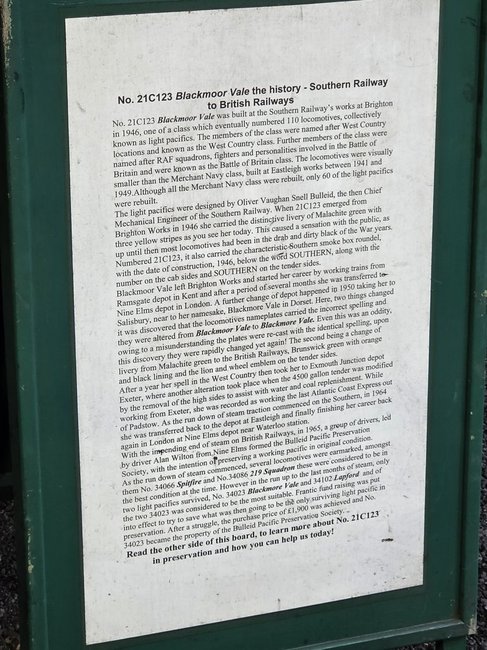 No. 21C123 Blackmoor Vale the history - Southern Railway
to British Railways
No. 21C123 Blackmoor Vale was built at the Southern Railway's works at Brighton
in 1946, one of a class which eventually numbered 110 locomotives, collectively
known as light pacifics. The members of the class were named after West Country
locations and known as the West Country class. Further members of the class were
named after RAF squadrons, fighters and personalities involved in the Battle of
Britain and were known as the Battle of Britain class. The locomotives were visually
smaller than the Merchant Navy class, built at Eastleigh works between 1941 and
1949.Although all the Merchant Navy class were rebuilt, only 60 of the light pacifics
were rebuilt.
The light pacifics were designed by Oliver Vaughan Snell Bulleid, the then Chief
Mechanical Engineer of the Southern Railway. When 21C123 emerged from
Brighton Works in 1946 she carried the distinctive livery of Malachite green with
three yellow stripes as you see her today. This caused a sensation with the public, as
up until then most locomotives had been in the drab and dirty black of the War years.
Numbered 21C123, it also carried the characteristic Southern smoke box roundel,
with the date of construction, 1946, below the word SOUTHERN, along with the
number on the cab sides and SOUTHERN on the tender sides.
Blackmoor Vale left Brighton Works and started her career by working trains from
Ramsgate depot in Kent and after a period of several months she was transferred to
Nine Elms depot in London. A further change of depot happened in 1950 taking her to
Salisbury, near to her namesake, Blackmore Vale in Dorset. Here, two things changed
it was discovered that the locomotives nameplates carried the incorrect spelling and
they were altered from Blackmoor Vale to Blackmore Vale. Even this was an oddity,
owing to a misunderstanding the plates were re-cast with the identical spelling, upon
this discovery they were rapidly changed yet again! The second being a change of
livery from Malachite green to the British Railways, Brunswick green with orange
and black lining and the lion and wheel emblem on the tender sides.
After a year her spell in the West Country then took her to Exmouth Junction depot
Exeter, where another alteration took place when the 4500 gallon tender was modified
by the removal of the high sides to assist with water and coal replenishment. While
working from Exeter, she was recorded as working the last Atlantic Coast Express out
of Padstow. As the run down of steam traction commenced on the Southern, in 1964
she was transferred back to the depot at Eastleigh and finally finishing her career back
again in London at Nine Elms depot near Waterloo station.
With the impending end of steam on British Railways, in 1965, a group of drivers, led
by driver Alan Wilton from Nine Elms formed the Bulleid Pacific Preservation
Society, with the intention of preserving a working pacific in original condition.
As the run down of steam commenced, several locomotives were earmarked, amongst
them No. 34066 Spitfire and No.34086 219 Squadron these were considered to be in
the best condition at the time. However in the run up to the last months of steam, only
two light pacifics survived, No. 34023 Blackmore Vale and 34102 Lapford and of
the two 34023 was considered to be the most suitable. Frantic fund raising was put
into effect to try to save what was then going to be the only surviving light pacific in
preservation. After a struggle, the purchase price of £1,900 was achieved and No.
34023 became the property of the Bulleid Pacific Preservation Society.
Read the other side of this board, to learn more about No. 21C123
in preservation and how you can help us today!